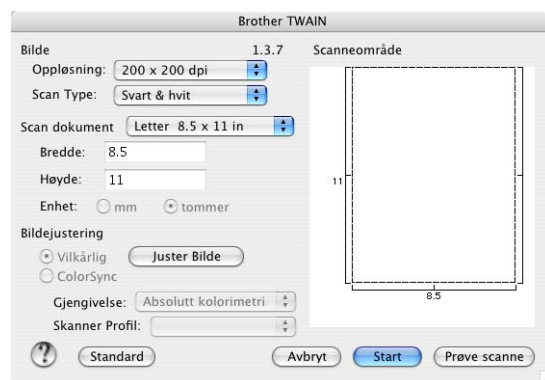 Brother TWAIN
Bilde 1.3.7
Oppløsning: 200 x 200 dpi
Scan Type: Svart & hvit
Scan dokument Letter 8.5 x 11 in
Bredde: 8.5
Høyde: 11
Enhet: mm tommer
Bildejustering
Vilkårlig Juster Bilde
ColorSync
Gjengivelse: Absolutt kolorimetri
Skanner Profil:
Scanneområde
11
8.5
? Standard Avbryt Start Prøve scanne